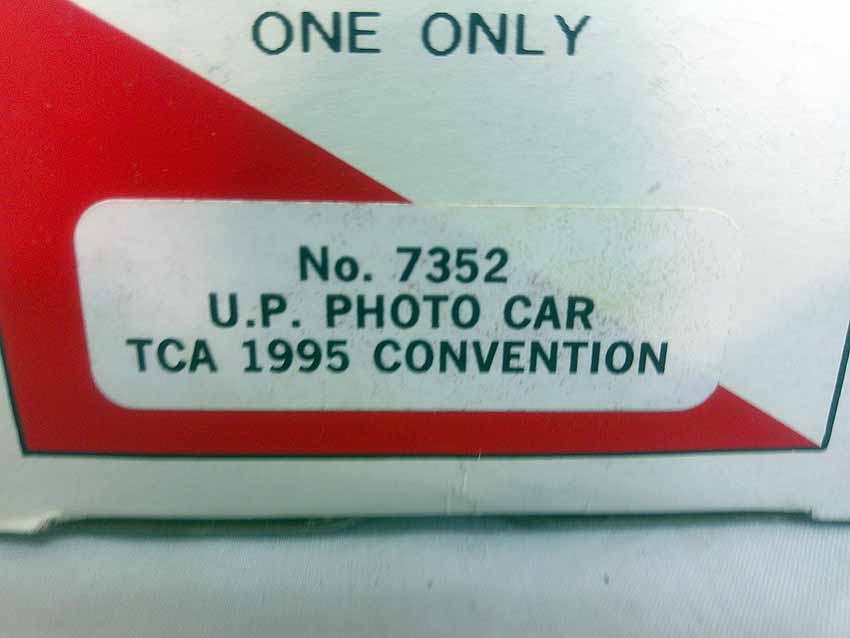 ONE ONLY
No. 7352
U.P. PHOTO CAR
TCA 1995 CONVENTION